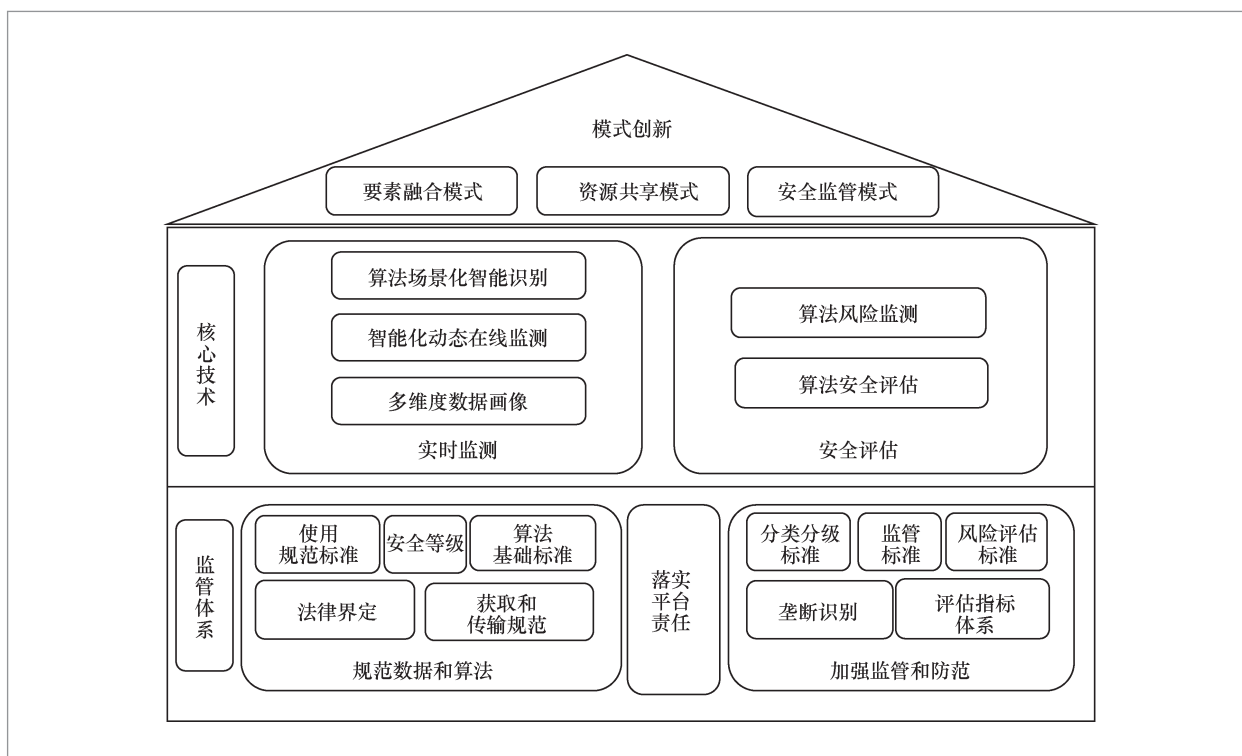 模式创新
要素融合模式
资源共享模式
安全监管模式
核心技术
算法场景化智能识别
智能化动态在线监测
多维度数据画像
实时监测
算法风险监测
算法安全评估
安全评估
监管体系
使用
规范标准
安全等级
算法
基础标准
法律界定
获取和
传输规范
规范数据和算法
落实
平台
责任
分类分级
标准
监管
标准
风险评估
标准
垄断识别
评估指标
体系
加强监管和防范